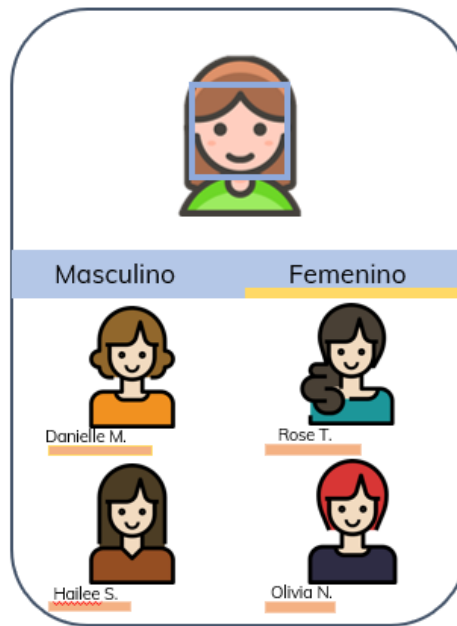 Masculino
Femenino
Danielle M.
Rose T.
Hailee S.
Olivia N.